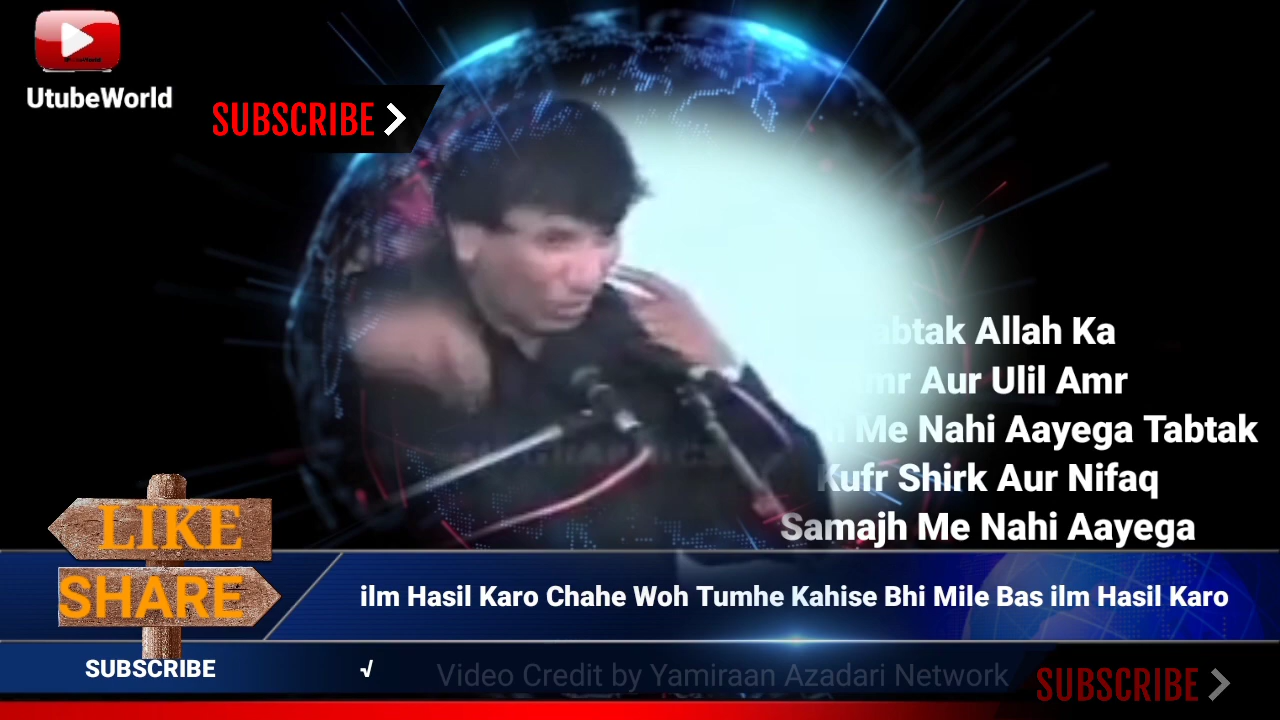 UtubeWorld
SUBSCRIBE
Tabtak Allah Ka
Amr Aur Ulil Amr
Me Nahi Aayega Tabtak
Kufr Shirk Aur Nifaq
Samajh Me Nahi Aayega
LIKE
SHARE
ilm Hasil Karo Chahe Woh Tumhe Kahise Bhi Mile Bas ilm Hasil Karo
SUBSCRIBE
√
Video Credit by Yamiraan Azadari Network
SUBSCRIBE